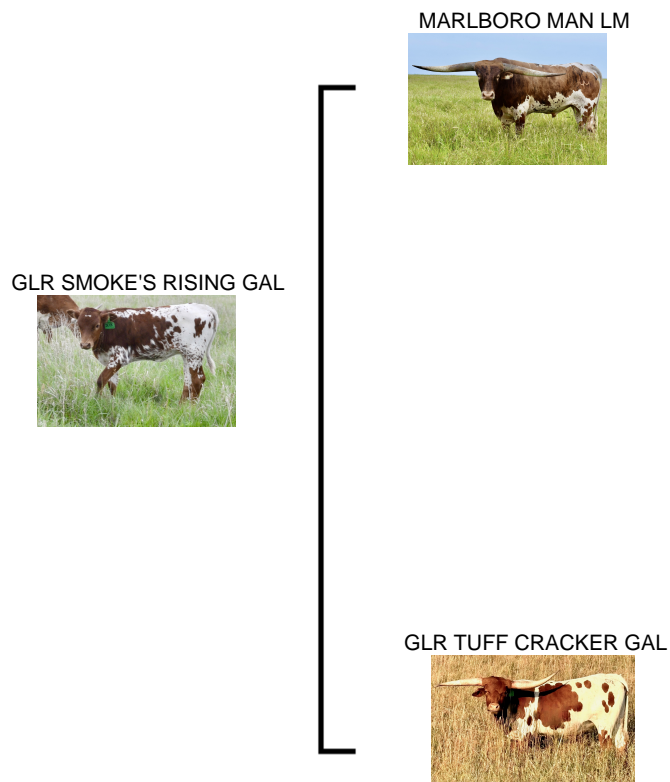 MARLBORO MAN LM
GLR SMOKE'S RISING GAL
GLR TUFF CRACKER GAL